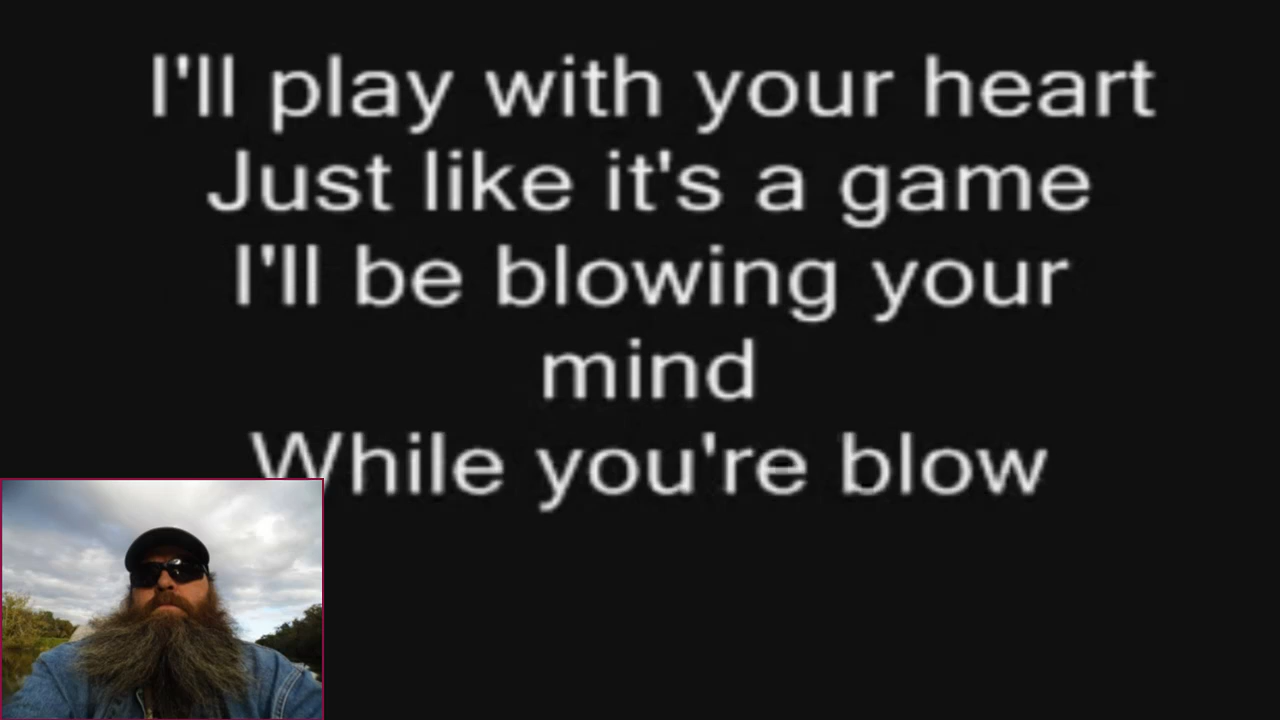 I'll play with your heart
Just like it's a game
I'll be blowing your
mind
While you're blow